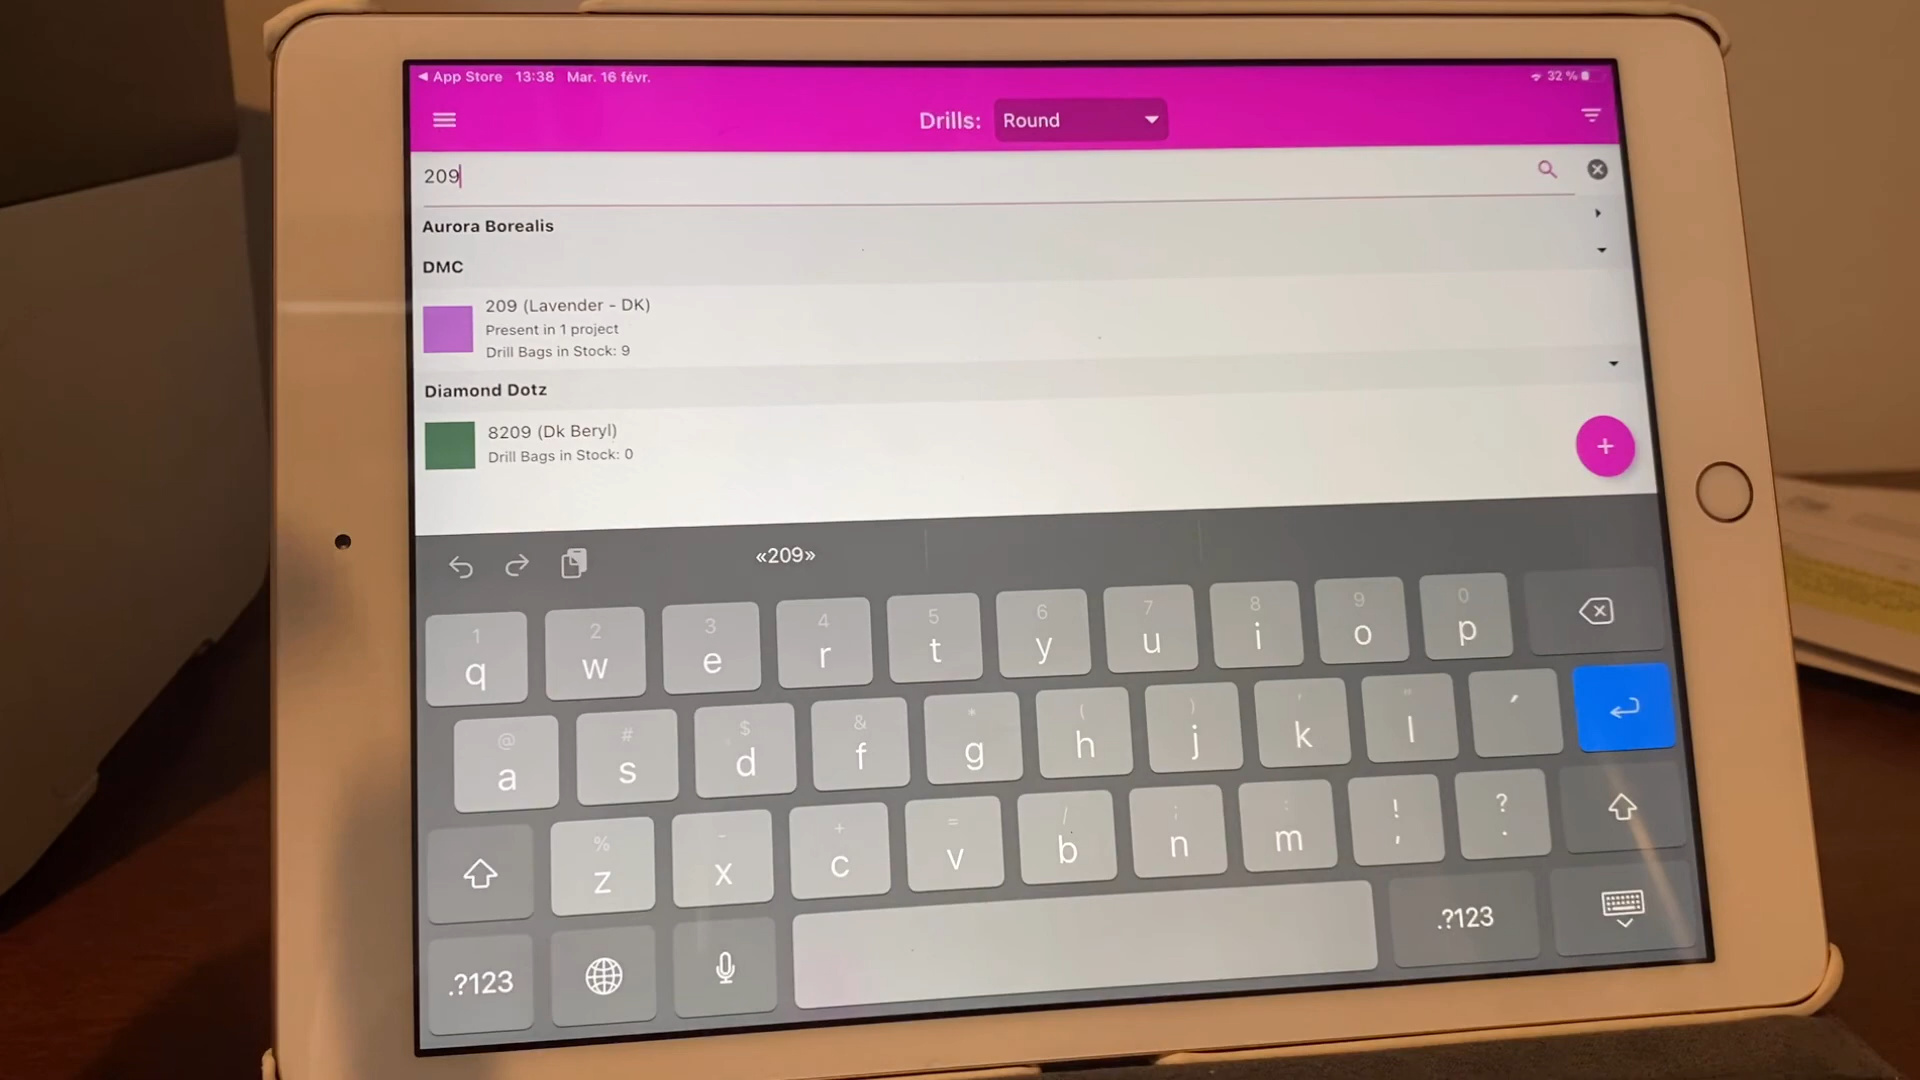 ◀ App Store 13:38 Mar. 16 févr. 32 %
Drills: Round
209
Aurora Borealis
DMC
209 (Lavender - DK)
Present in 1 project
Drill Bags in Stock: 9
Diamond Dotz
8209 (Dk Beryl)
Drill Bags in Stock: 0
+
«209»
1 2 3 4 5 6 7 8 9 0
q w e r t y u i o p
@ # $ & * ( ) ' "
a s d f g h j k l ´
% - + = / ; : ! ?
z x c v b n m , .
.?123 .?123